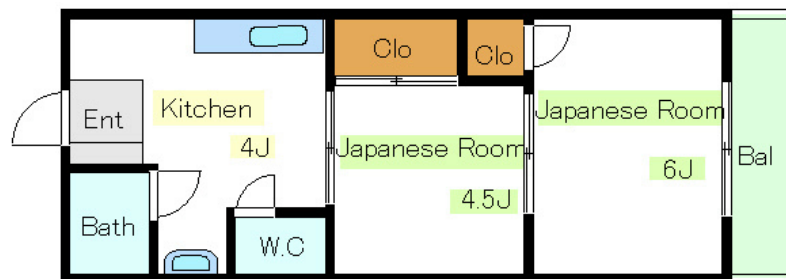 Clo
Clo
Ent
Kitchen
4J
Japanese Room
4.5J
Japanese Room
6J
Bal
Bath
W.C